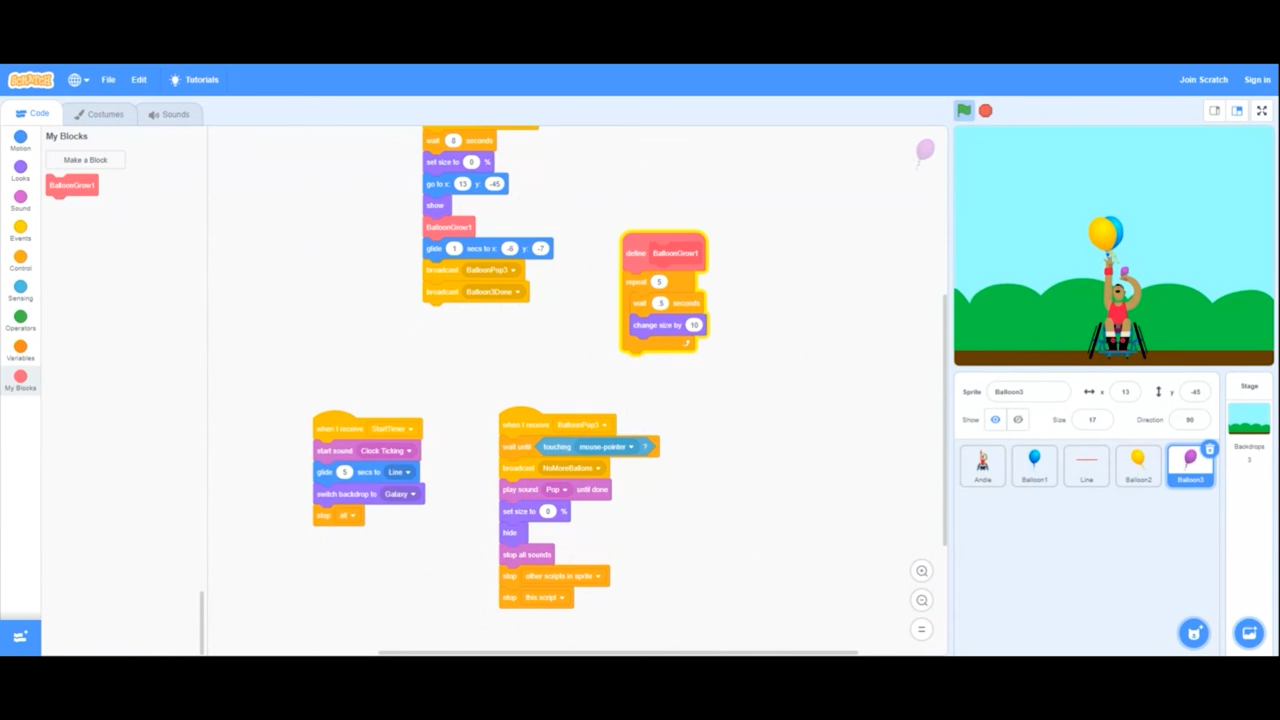 SCRATCH File Edit Tutorials Join Scratch Sign in
Code Costumes Sounds
My Blocks
Make a Block
BalloonGrow1
Motion
Looks
Sound
Events
Control
Sensing
Operators
Variables
My Blocks
wait 8 seconds
set size to 0 %
go to x: 13 y: -45
show
BalloonGrow1
glide 1 secs to x: -6 y: -7
broadcast BalloonPop3
broadcast Balloon3Done
define BalloonGrow1
repeat 5
wait .5 seconds
change size by 10
when I receive StartTimer
start sound Clock Ticking
glide 5 secs to Line
switch backdrop to Galaxy
stop all
when I receive BalloonPop3
wait until touching mouse-pointer ?
broadcast NoMoreBallons
play sound Pop until done
set size to 0 %
hide
stop all sounds
stop other scripts in sprite
stop this script
Sprite Balloon3 x 13 y -45
Show Size 17 Direction 90
Andie Balloon1 Line Balloon2 Balloon3
Stage
Backdrops
3